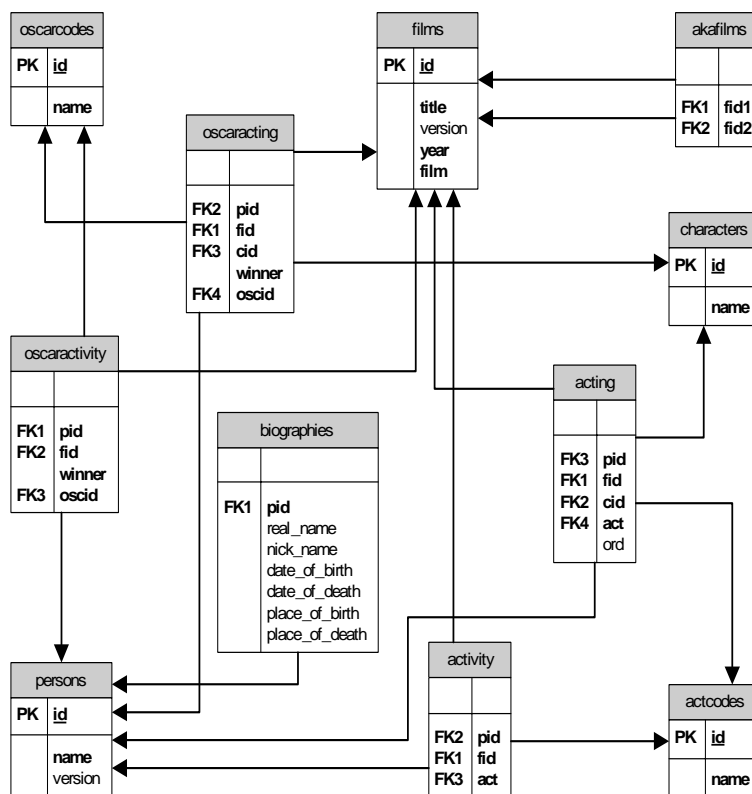 oscarcodes
PK id
name
films
PK id
title
version
year
film
akafilms
FK1 fid1
FK2 fid2
oscaracting
FK2 pid
FK1 fid
FK3 cid
winner
FK4 oscid
characters
PK id
name
oscaractivity
FK1 pid
FK2 fid
winner
FK3 oscid
biographies
FK1 pid
real_name
nick_name
date_of_birth
date_of_death
place_of_birth
place_of_death
acting
FK3 pid
FK1 fid
FK2 cid
FK4 act
ord
persons
PK id
name
version
activity
FK2 pid
FK1 fid
FK3 act
actcodes
PK id
name